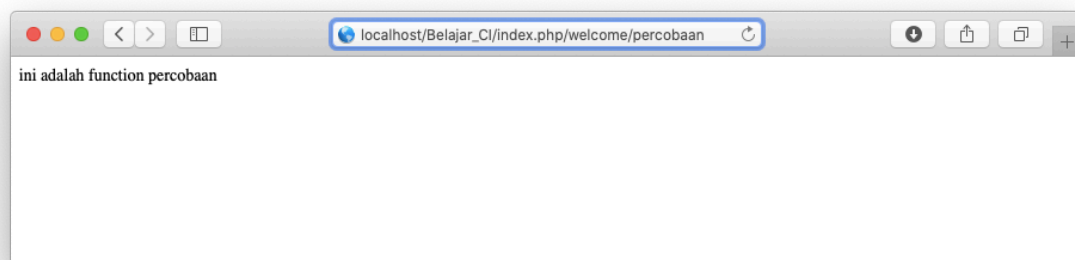 localhost/Belajar_CI/index.php/welcome/percobaan
ini adalah function percobaan